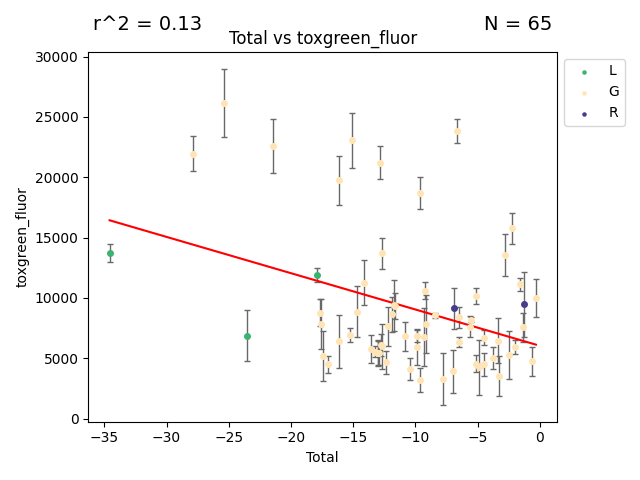 r^2 = 0.13
N = 65
Total vs toxgreen_fluor
30000
25000
20000
15000
10000
5000
0
toxgreen_fluor
−35
−30
−25
−20
−15
−10
−5
0
Total
L
G
R